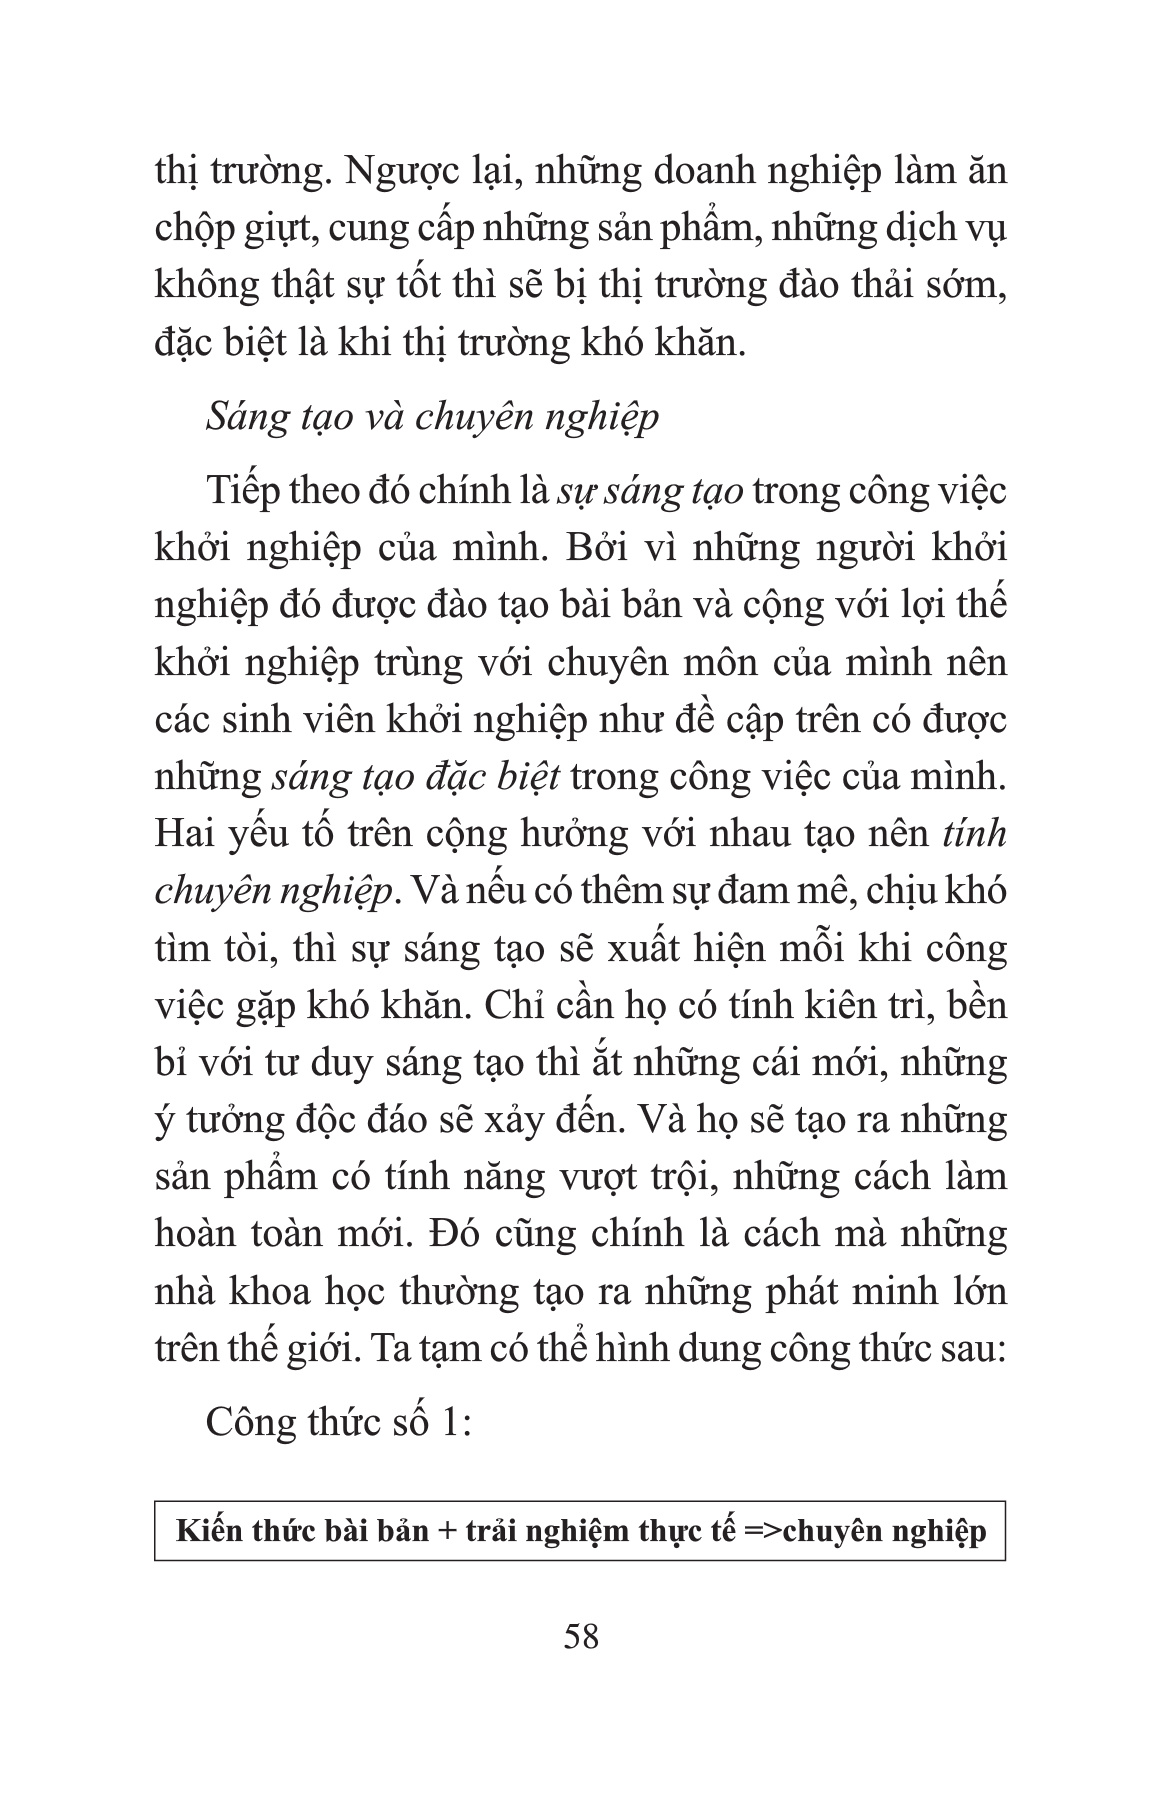 thị trường. Ngược lại, những doanh nghiệp làm ăn
chộp giựt, cung cấp những sản phẩm, những dịch vụ
không thật sự tốt thì sẽ bị thị trường đào thải sớm,
đặc biệt là khi thị trường khó khăn.
Sáng tạo và chuyên nghiệp
Tiếp theo đó chính là sự sáng tạo trong công việc
khởi nghiệp của mình. Bởi vì những người khởi
nghiệp đó được đào tạo bài bản và cộng với lợi thế
khởi nghiệp trùng với chuyên môn của mình nên
các sinh viên khởi nghiệp như đề cập trên có được
những sáng tạo đặc biệt trong công việc của mình.
Hai yếu tố trên cộng hưởng với nhau tạo nên tính
chuyên nghiệp. Và nếu có thêm sự đam mê, chịu khó
tìm tòi, thì sự sáng tạo sẽ xuất hiện mỗi khi công
việc gặp khó khăn. Chỉ cần họ có tính kiên trì, bền
bỉ với tư duy sáng tạo thì ắt những cái mới, những
ý tưởng độc đáo sẽ xảy đến. Và họ sẽ tạo ra những
sản phẩm có tính năng vượt trội, những cách làm
hoàn toàn mới. Đó cũng chính là cách mà những
nhà khoa học thường tạo ra những phát minh lớn
trên thế giới. Ta tạm có thể hình dung công thức sau:
Công thức số 1:
Kiến thức bài bản + trải nghiệm thực tế =>chuyên nghiệp
58